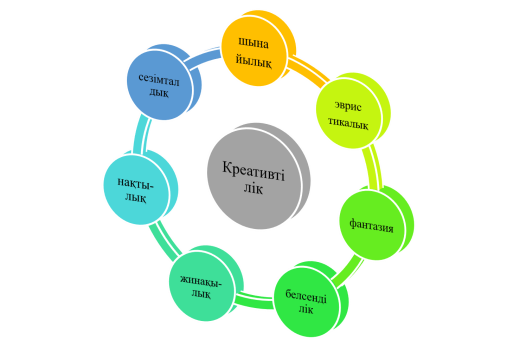 шына
йылық
эврис
тикалық
фантазия
белсенді
лік
жинақы-
лық
нақты-
лық
сезімтал
дық
Креативті
лік